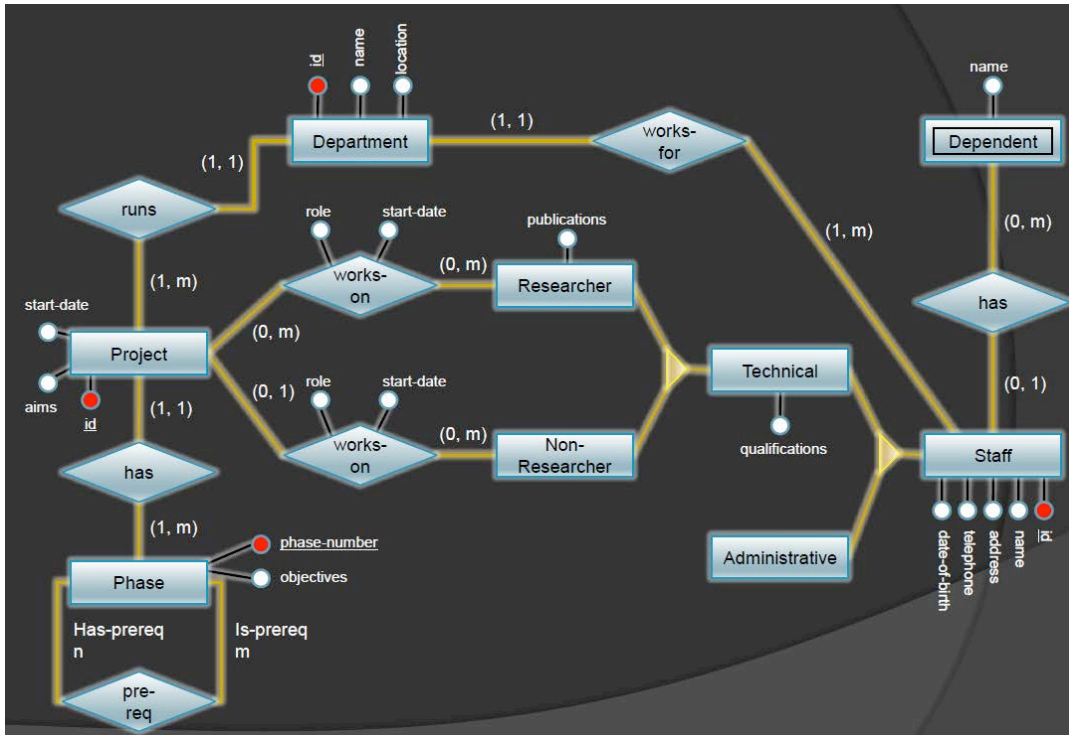 id
name
location
name
Department
(1, 1)
works-
for
Dependent
(1, 1)
runs
role
start-date
publications
(1, m)
(0, m)
(1, m)
(0, m)
works-
on
Researcher
has
start-date
(0, m)
Project
Technical
(0, 1)
role
start-date
(0, 1)
aims
id
(1, 1)
(0, m)
works-
on
Non-
Researcher
qualifications
Staff
has
(1, m)
date-of-birth
telephone
address
name
id
phase-number
Administrative
Phase
objectives
Has-prereq
n
Is-prereq
m
pre-
req